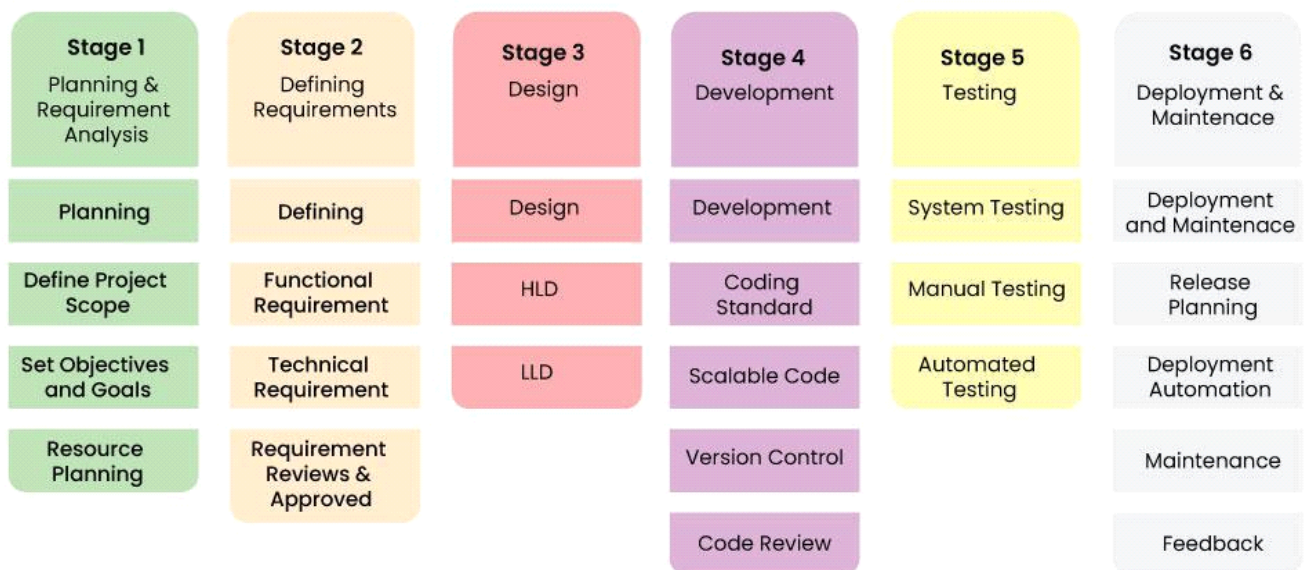 Stage 1
Planning &
Requirement
Analysis
Planning
Define Project
Scope
Set Objectives
and Goals
Resource
Planning
Stage 2
Defining
Requirements
Defining
Functional
Requirement
Technical
Requirement
Requirement
Reviews &
Approved
Stage 3
Design
Design
HLD
LLD
Stage 4
Development
Development
Coding
Standard
Scalable Code
Version Control
Code Review
Stage 5
Testing
System Testing
Manual Testing
Automated
Testing
Stage 6
Deployment &
Maintenace
Deployment
and Maintenace
Release
Planning
Deployment
Automation
Maintenance
Feedback